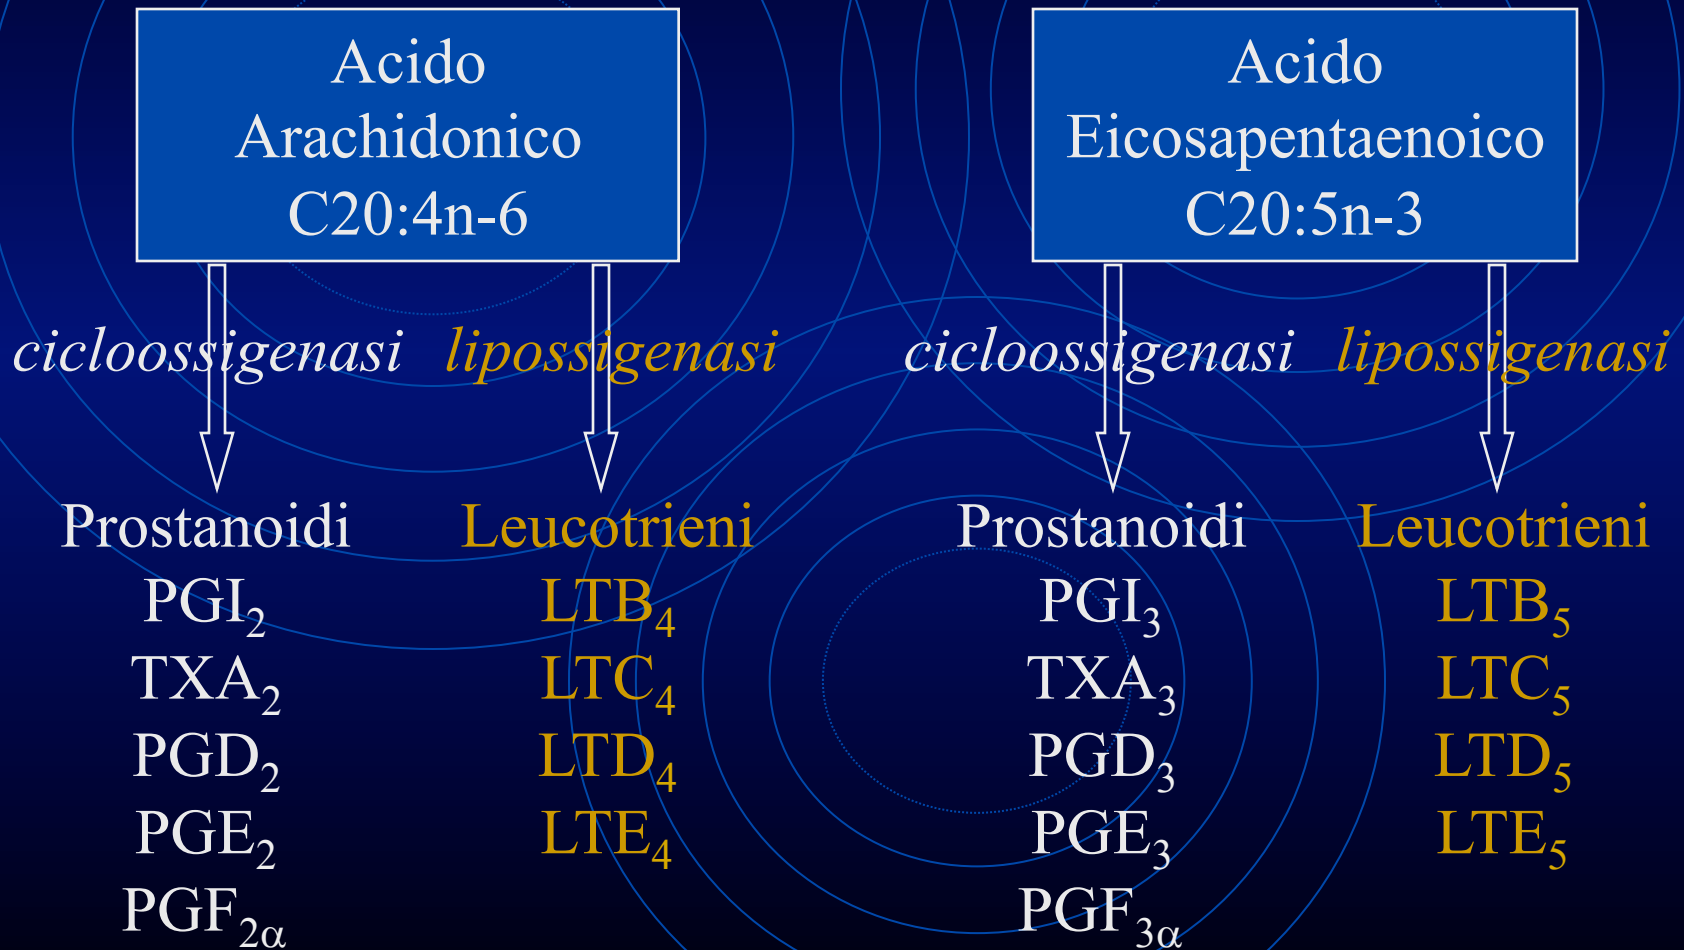 Acido
Arachidonico
C20:4n-6
Acido
Eicosapentaenoico
C20:5n-3
cicloossigenasi lipossigenasi
cicloossigenasi lipossigenasi
Prostanoidi
PGI₂
TXA₂
PGD₂
PGE₂
PGF₂α
Leucotrieni
LTB₄
LTC₄
LTD₄
LTE₄
Prostanoidi
PGI₃
TXA₃
PGD₃
PGE₃
PGF₃α
Leucotrieni
LTB₅
LTC₅
LTD₅
LTE₅